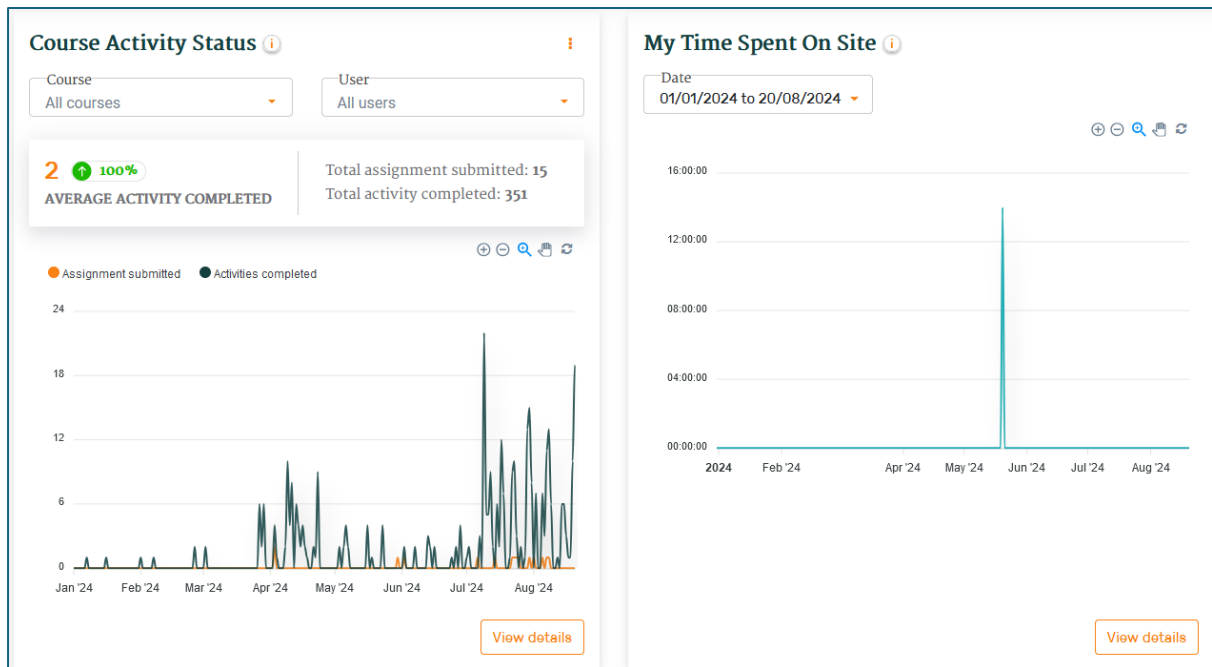 Course Activity Status
Course
All courses
User
All users
2 100%
AVERAGE ACTIVITY COMPLETED
Total assignment submitted: 15
Total activity completed: 351
Assignment submitted Activities completed
24
18
12
6
0
Jan '24 Feb '24 Mar '24 Apr '24 May '24 Jun '24 Jul '24 Aug '24
View details
My Time Spent On Site
Date
01/01/2024 to 20/08/2024
16:00:00
12:00:00
08:00:00
04:00:00
00:00:00
2024 Feb '24 Apr '24 May '24 Jun '24 Jul '24 Aug '24
View details